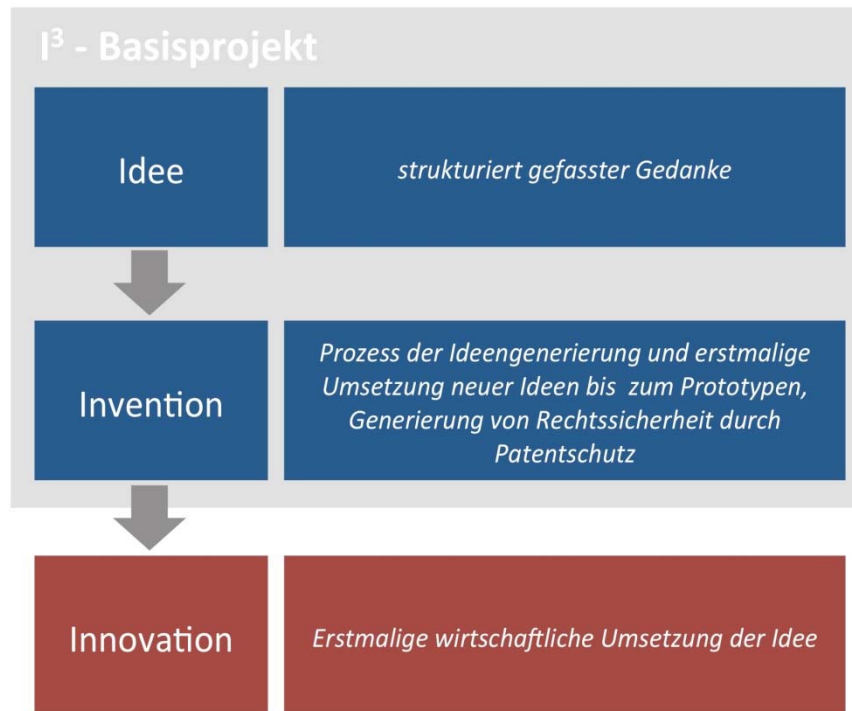 I³ - Basisprojekt
Idee
strukturiert gefasster Gedanke
Invention
Prozess der Ideengenerierung und erstmalige
Umsetzung neuer Ideen bis  zum Prototypen,
Generierung von Rechtssicherheit durch
Patentschutz
Innovation
Erstmalige wirtschaftliche Umsetzung der Idee